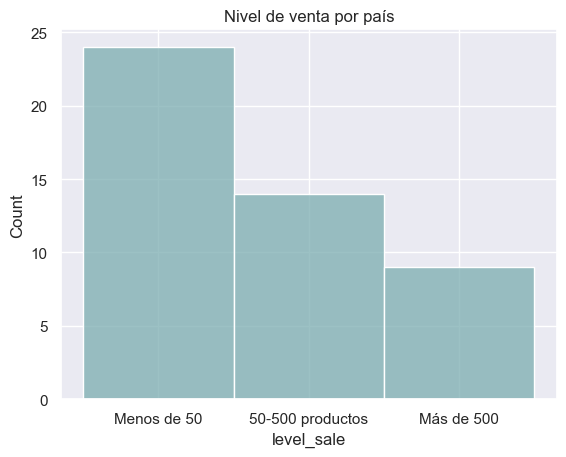 Nivel de venta por país
25
20
15
10
5
0
Count
Menos de 50
50-500 productos
Más de 500
level_sale